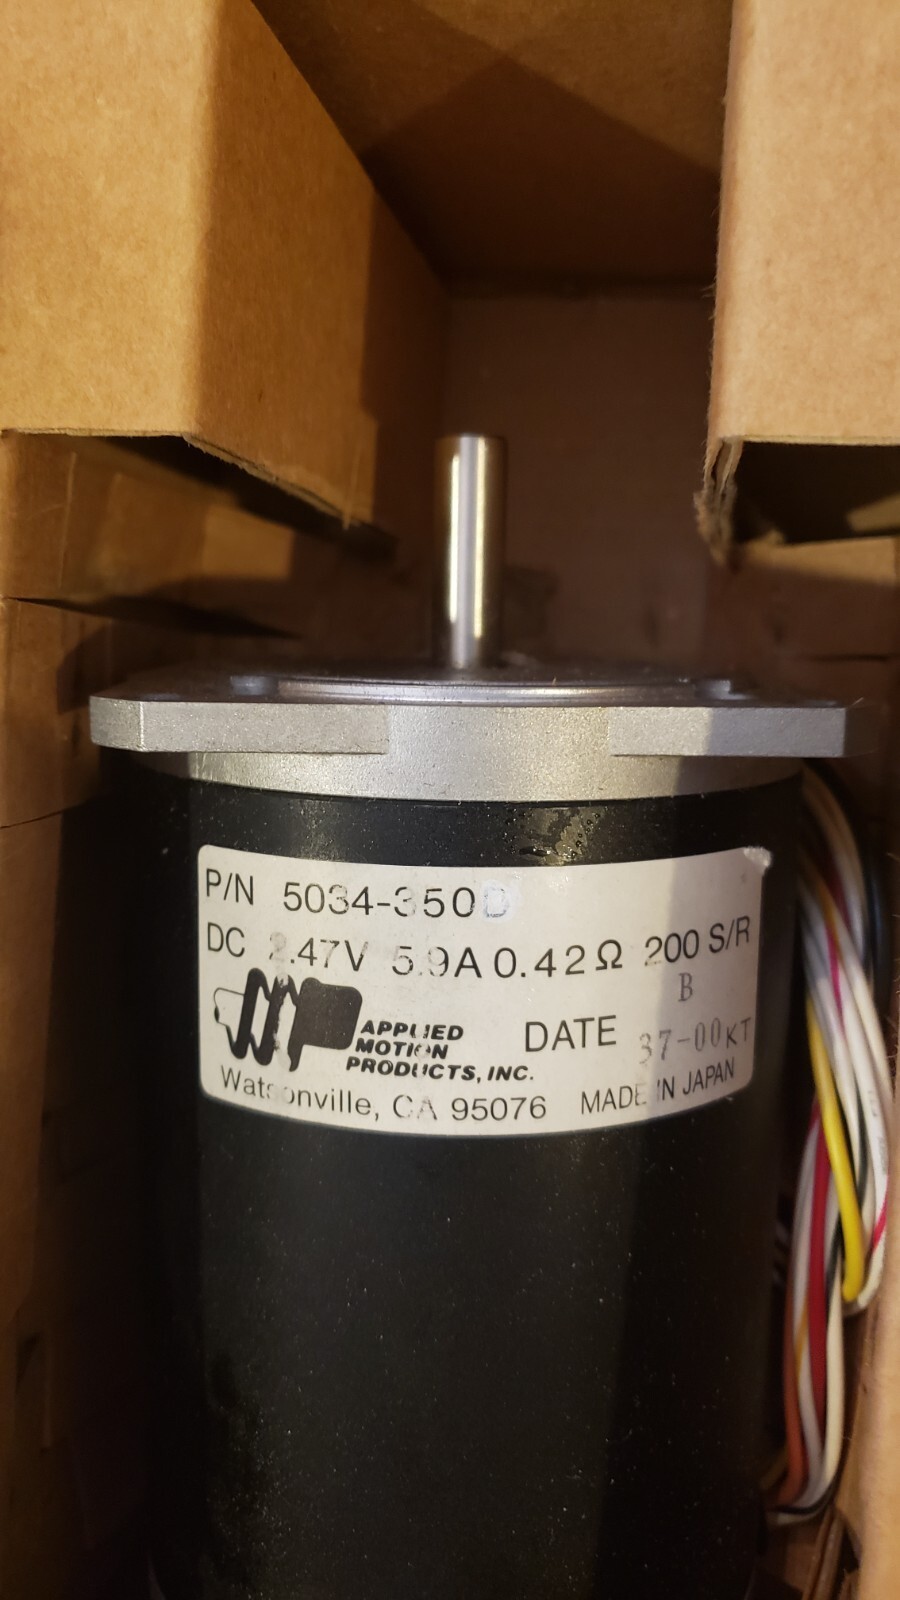 P/N 5034-350D
DC 2.47V 5.9A 0.42Ω 200 S/R
B
APPLIED
MOTION
PRODUCTS, INC.
DATE 37-00KT
Watsonville, CA 95076 MADE IN JAPAN